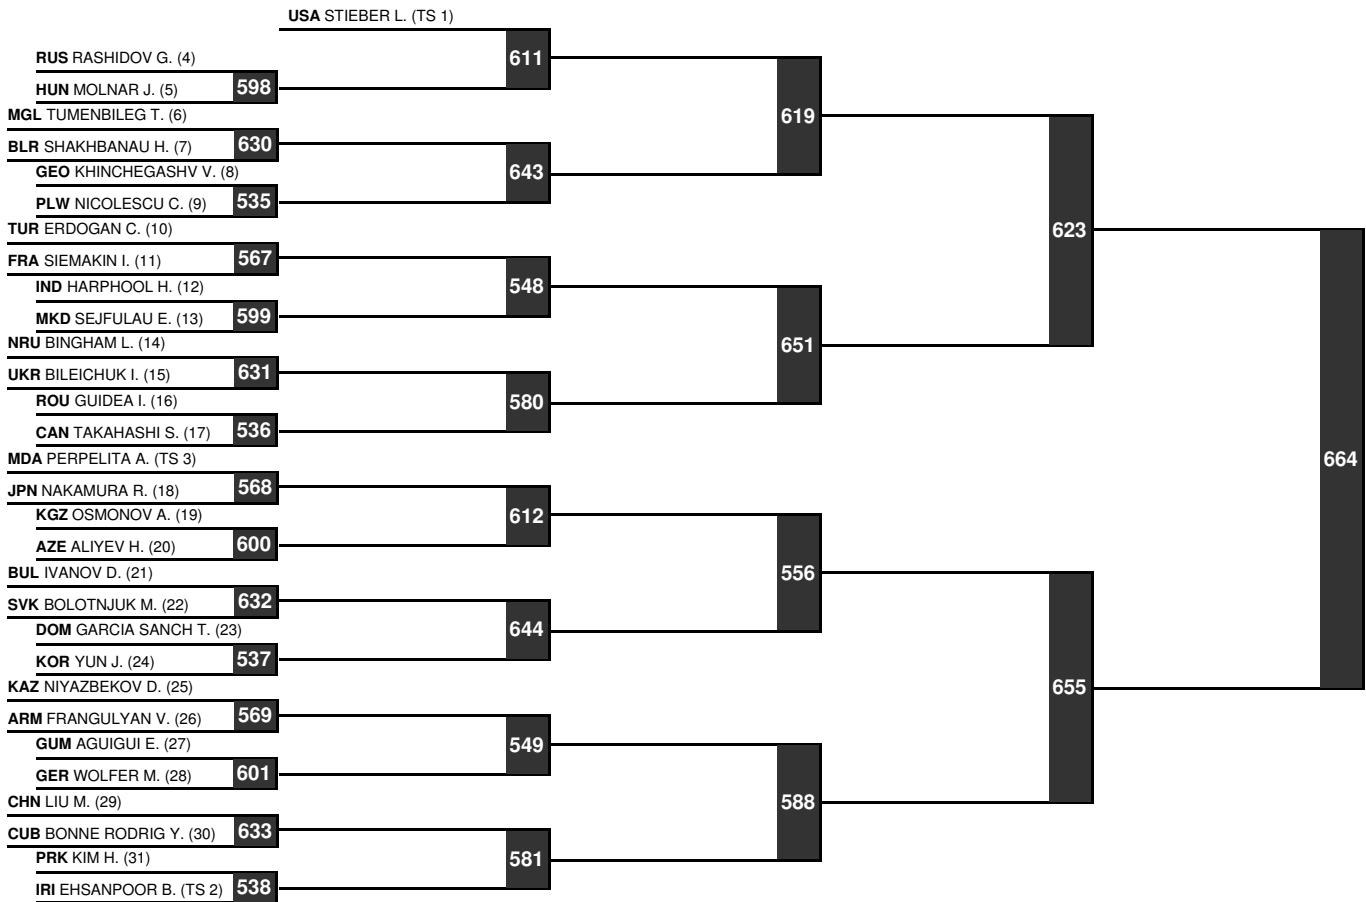 USA STIEBER L. (TS 1)
RUS RASHIDOV G. (4)
611
HUN MOLNAR J. (5) 598
MGL TUMENBILEG T. (6)
619
BLR SHAKHBANAU H. (7) 630
GEO KHINCHEGASHV V. (8)
643
PLW NICOLESCU C. (9) 535
TUR ERDOGAN C. (10)
623
FRA SIEMAKIN I. (11) 567
IND HARPHOOL H. (12)
548
MKD SEJFULAU E. (13) 599
NRU BINGHAM L. (14)
651
UKR BILEICHUK I. (15) 631
ROU GUIDEA I. (16)
580
CAN TAKAHASHI S. (17) 536
MDA PERPELITA A. (TS 3)
664
JPN NAKAMURA R. (18) 568
KGZ OSMONOV A. (19)
612
AZE ALIYEV H. (20) 600
BUL IVANOV D. (21)
556
SVK BOLOTNJUK M. (22) 632
DOM GARCIA SANCH T. (23)
644
KOR YUN J. (24) 537
KAZ NIYAZBEKOV D. (25)
655
ARM FRANGULYAN V. (26) 569
GUM AGUIGUI E. (27)
549
GER WOLFER M. (28) 601
CHN LIU M. (29)
588
CUB BONNE RODRIG Y. (30) 633
PRK KIM H. (31)
581
IRI EHSANPOOR B. (TS 2) 538